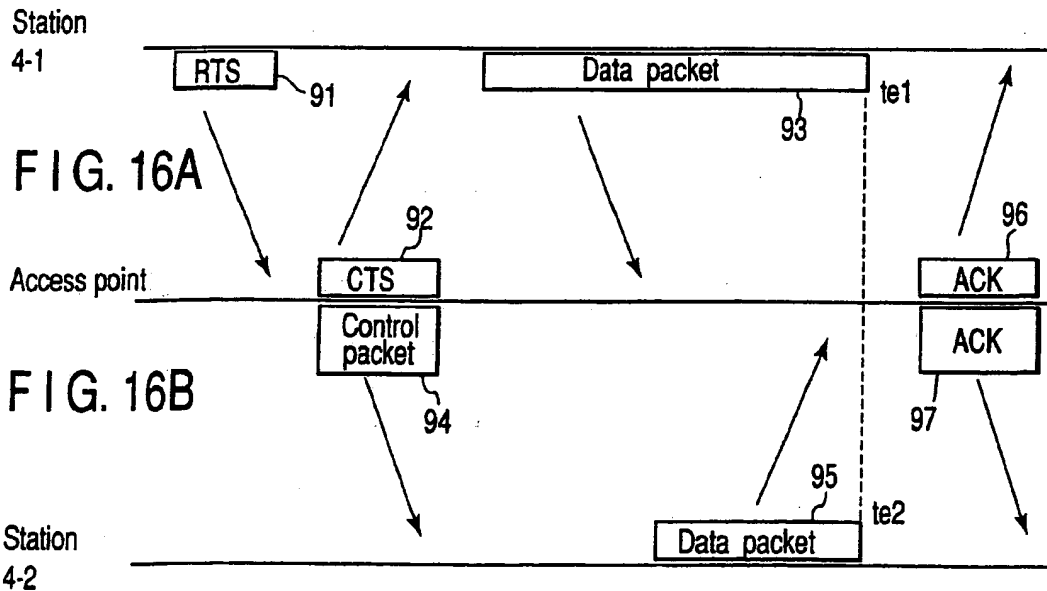 Station
4-1
RTS
91
Data packet
93
te1
FIG. 16A
92
CTS
96
ACK
Access point
Control
packet
94
ACK
97
FIG. 16B
95
Data packet
te2
Station
4-2